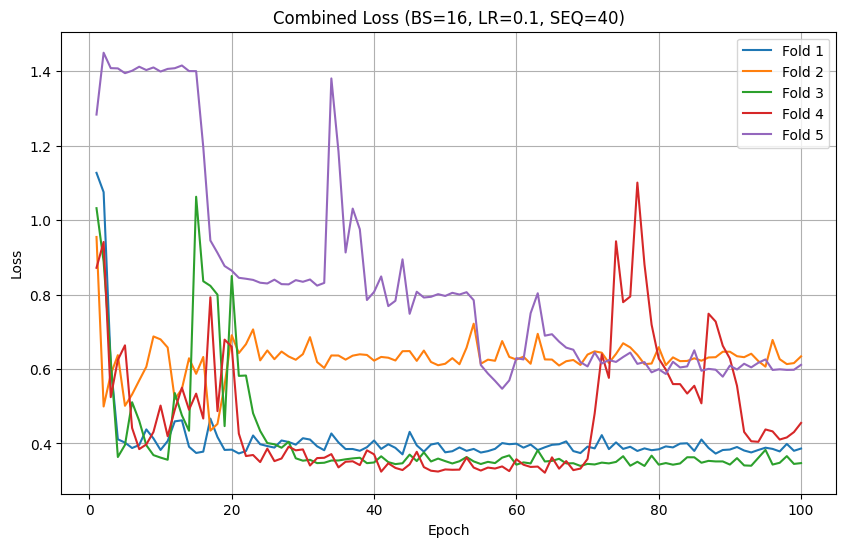 Combined Loss (BS=16, LR=0.1, SEQ=40)
Loss
1.4
1.2
1.0
0.8
0.6
0.4
Fold 1
Fold 2
Fold 3
Fold 4
Fold 5
0
20
40
60
80
100
Epoch